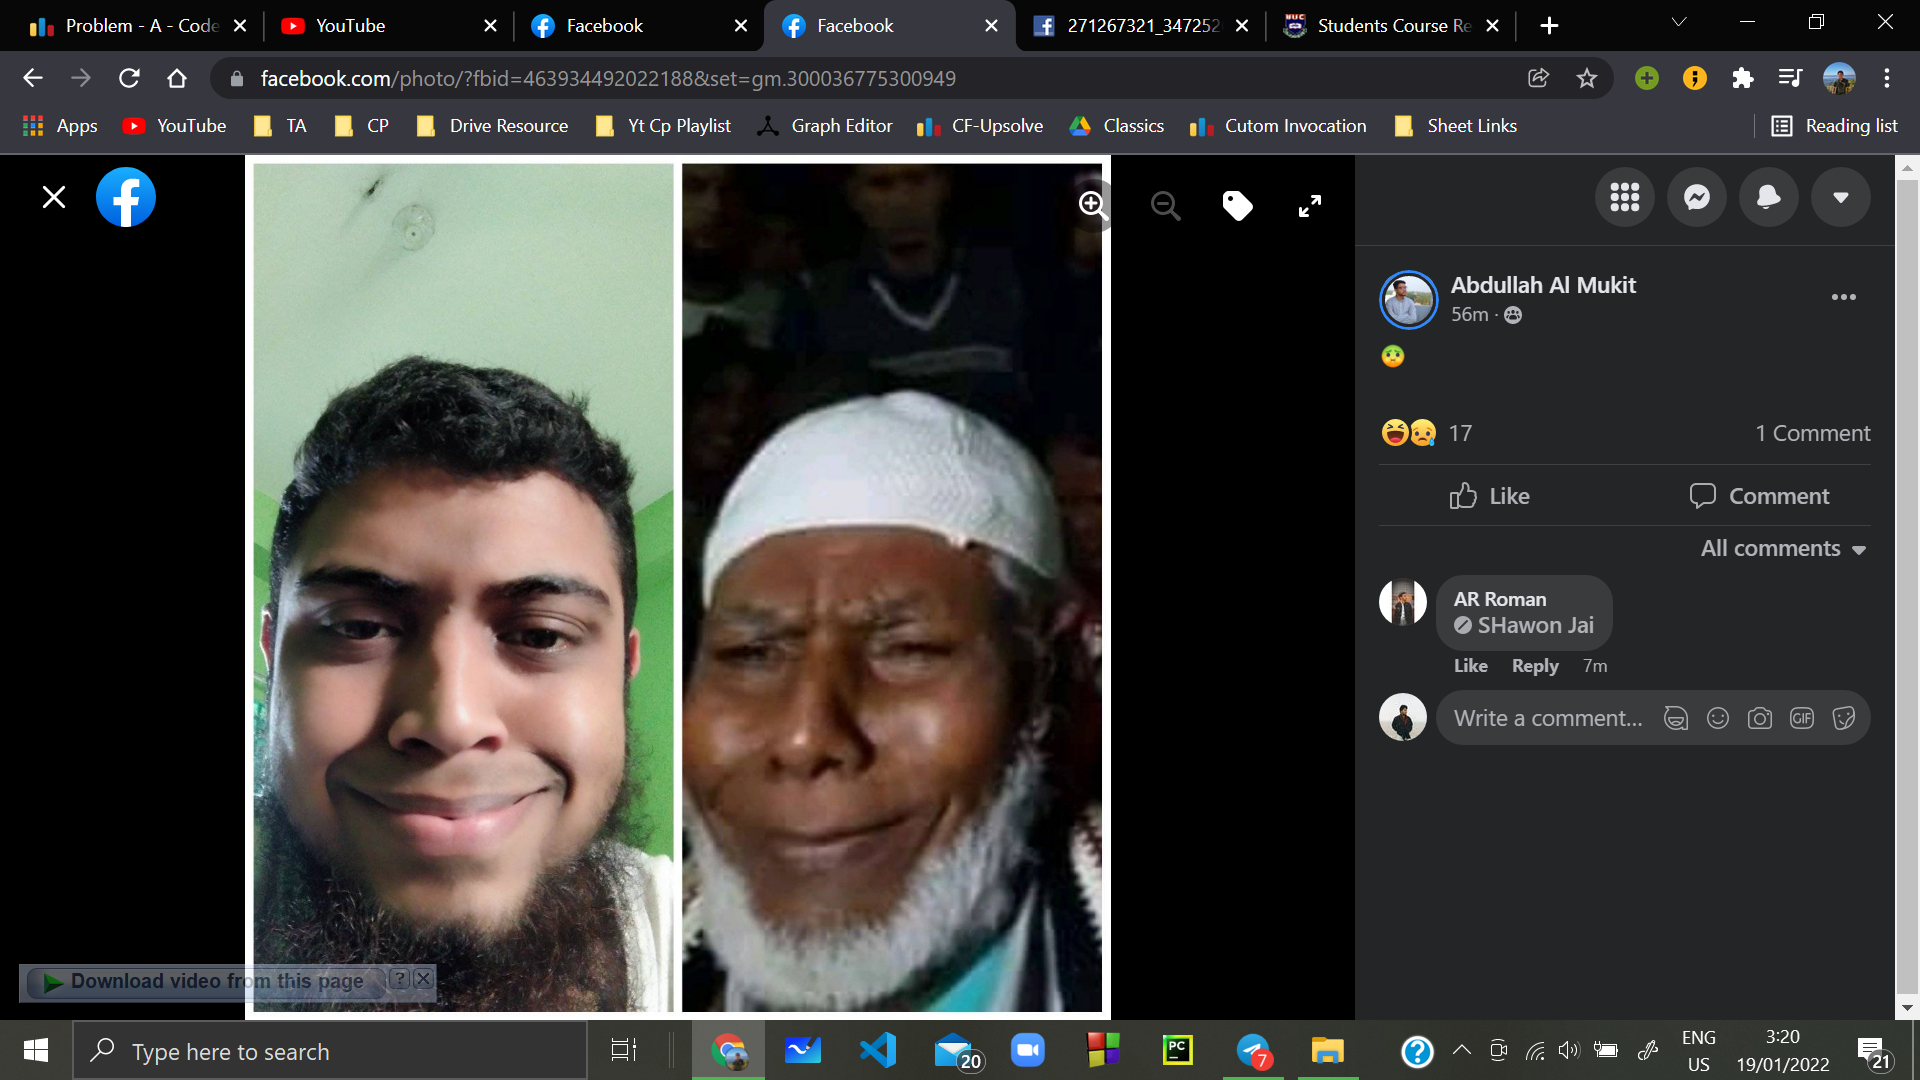 Problem - A - Code
YouTube
Facebook
Facebook
271267321_347252
Students Course Re
facebook.com/photo/?fbid=463934492022188&set=gm.300036775300949
Apps
YouTube
TA
CP
Drive Resource
Yt Cp Playlist
Graph Editor
CF-Upsolve
Classics
Cutom Invocation
Sheet Links
Reading list
Abdullah Al Mukit
56m ·
17
1 Comment
Like
Comment
All comments
AR Roman
SHawon Jai
Like Reply 7m
Write a comment...
GIF
Download video from this page ?
Type here to search
20
PC
7
?
ENG
US
3:20
19/01/2022
21